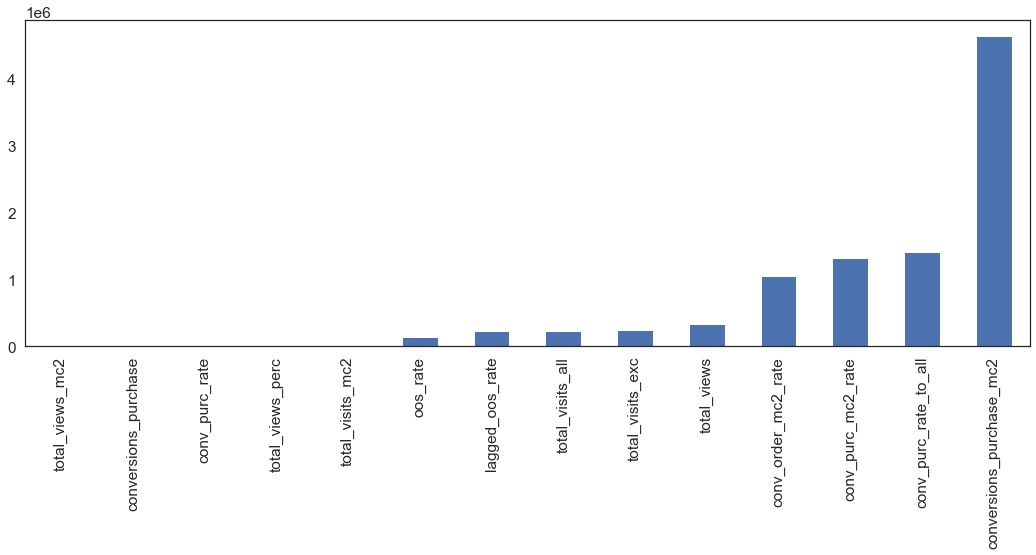 1e6
4
3
2
1
0
total_views_mc2
conversions_purchase
conv_purc_rate
total_views_perc
total_visits_mc2
oos_rate
lagged_oos_rate
total_visits_all
total_visits_exc
total_views
conv_order_mc2_rate
conv_purc_mc2_rate
conv_purc_rate_to_all
conversions_purchase_mc2